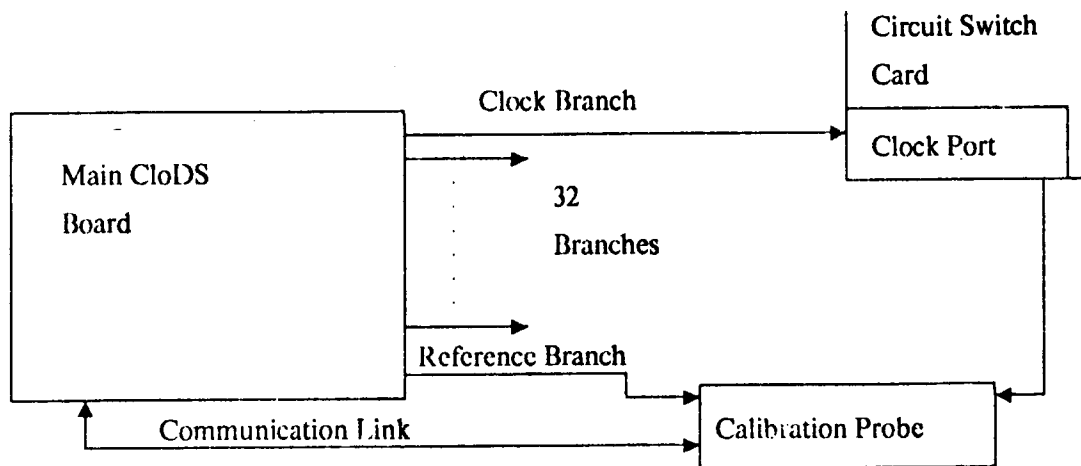 Circuit Switch
Card
Clock Branch
Clock Port
Main CloDS
Board
32
Branches
Reference Branch
Communication Link
Calibration Probe